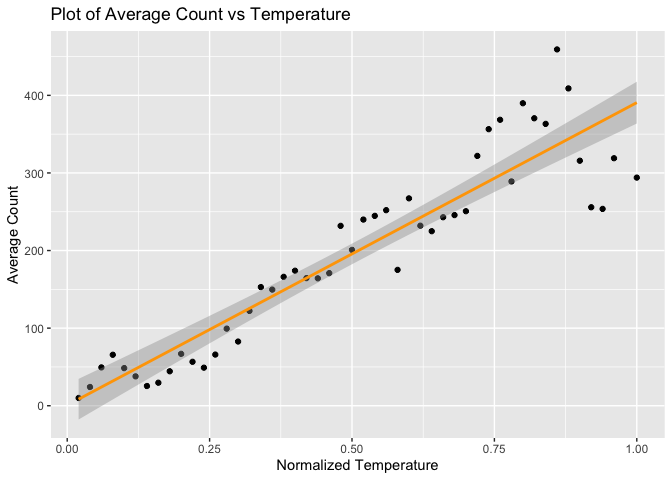 Plot of Average Count vs Temperature
400
300
200
100
0
Average Count
0.00 0.25 0.50 0.75 1.00
Normalized Temperature